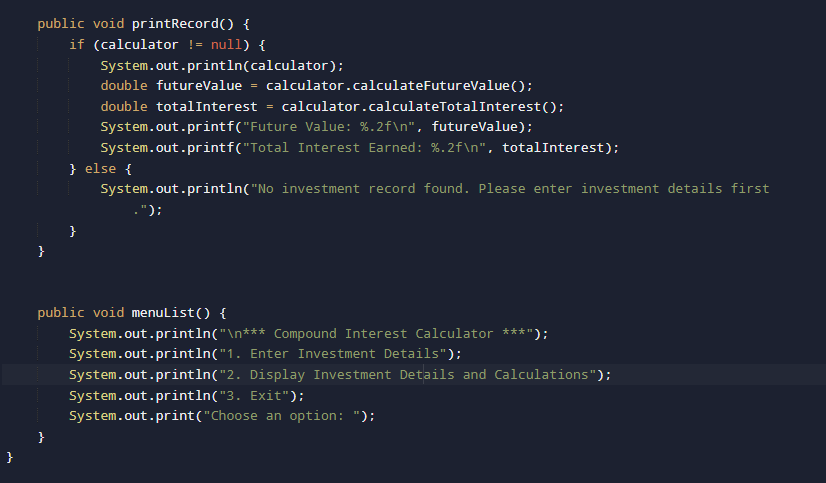 public void printRecord() {
        if (calculator != null) {
            System.out.println(calculator);
            double futureValue = calculator.calculateFutureValue();
            double totalInterest = calculator.calculateTotalInterest();
            System.out.printf("Future Value: %.2f\n", futureValue);
            System.out.printf("Total Interest Earned: %.2f\n", totalInterest);
        } else {
            System.out.println("No investment record found. Please enter investment details first
                .");
        }
    }
    public void menuList() {
        System.out.println("\n*** Compound Interest Calculator ***");
        System.out.println("1. Enter Investment Details");
        System.out.println("2. Display Investment Details and Calculations");
        System.out.println("3. Exit");
        System.out.print("Choose an option: ");
    }
}